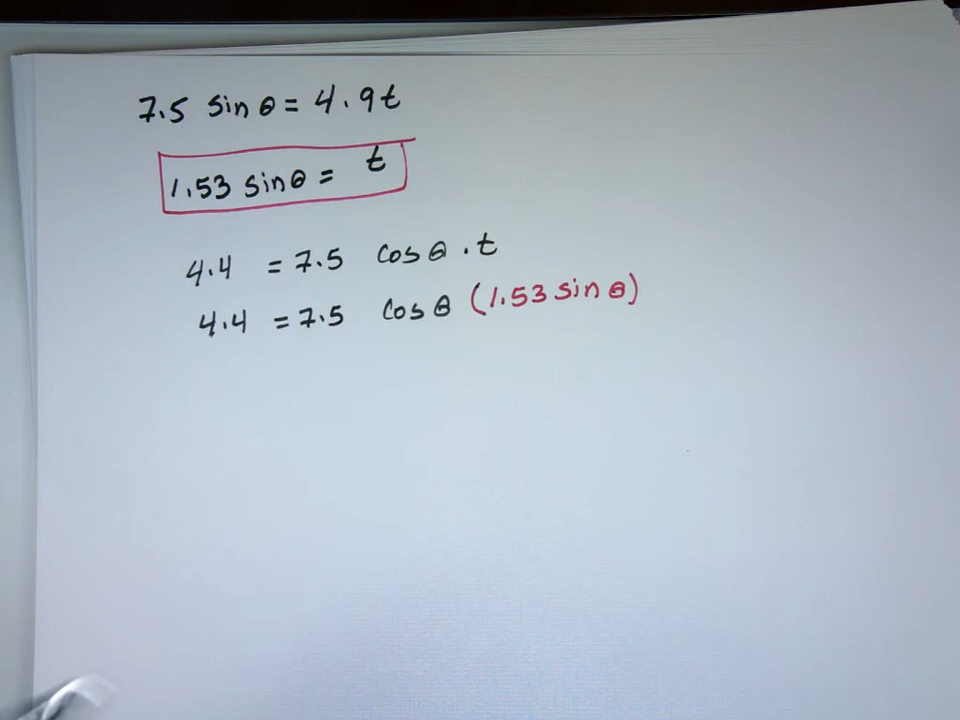 7.5 sin θ = 4.9t
1.53 sin θ = t
4.4 = 7.5 cos θ . t
4.4 = 7.5 cos θ (1.53 sin θ)